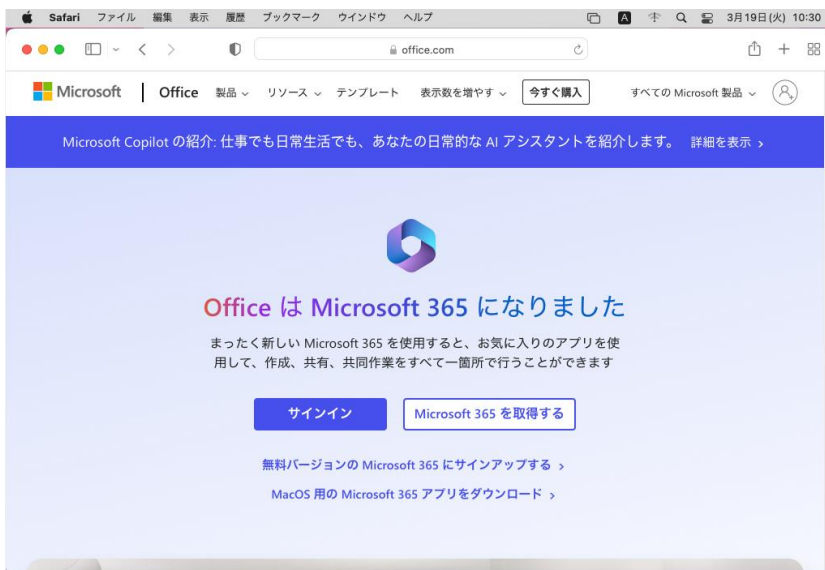 Safari ファイル 編集 表示 履歴 ブックマーク ウインドウ ヘルプ A 3月19日(火) 10:30
office.com
Microsoft Office 製品 リソース テンプレート 表示数を増やす 今すぐ購入 すべての Microsoft 製品
Microsoft Copilot の紹介: 仕事でも日常生活でも、あなたの日常的な AI アシスタントを紹介します。 詳細を表示 >
Office は Microsoft 365 になりました
まったく新しい Microsoft 365 を使用すると、お気に入りのアプリを使
用して、作成、共有、共同作業をすべて一箇所で行うことができます
サインイン Microsoft 365 を取得する
無料バージョンの Microsoft 365 にサインアップする >
MacOS 用の Microsoft 365 アプリをダウンロード >